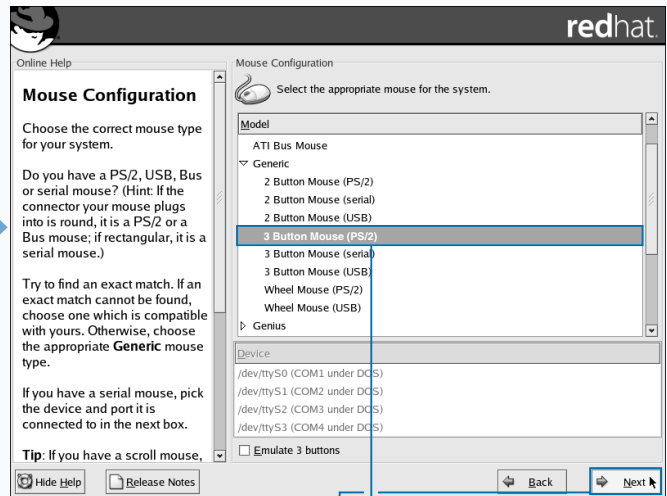 redhat.
Online Help
Mouse Configuration
Choose the correct mouse type
for your system.
Do you have a PS/2, USB, Bus
or serial mouse? (Hint: If the
connector your mouse plugs
into is round, it is a PS/2 or a
Bus mouse; if rectangular, it is a
serial mouse.)
Try to find an exact match. If an
exact match cannot be found,
choose one which is compatible
with yours. Otherwise, choose
the appropriate Generic mouse
type.
If you have a serial mouse, pick
the device and port it is
connected to in the next box.
Tip: If you have a scroll mouse,
Mouse Configuration
Select the appropriate mouse for the system.
Model
ATI Bus Mouse
Generic
2 Button Mouse (PS/2)
2 Button Mouse (serial)
2 Button Mouse (USB)
3 Button Mouse (PS/2)
3 Button Mouse (serial)
3 Button Mouse (USB)
Wheel Mouse (PS/2)
Wheel Mouse (USB)
Genius
Device
/dev/ttyS0 (COM1 under DOS)
/dev/ttyS1 (COM2 under DOS)
/dev/ttyS2 (COM3 under DOS)
/dev/ttyS3 (COM4 under DOS)
Emulate 3 buttons
Hide Help
Release Notes
Back
Next